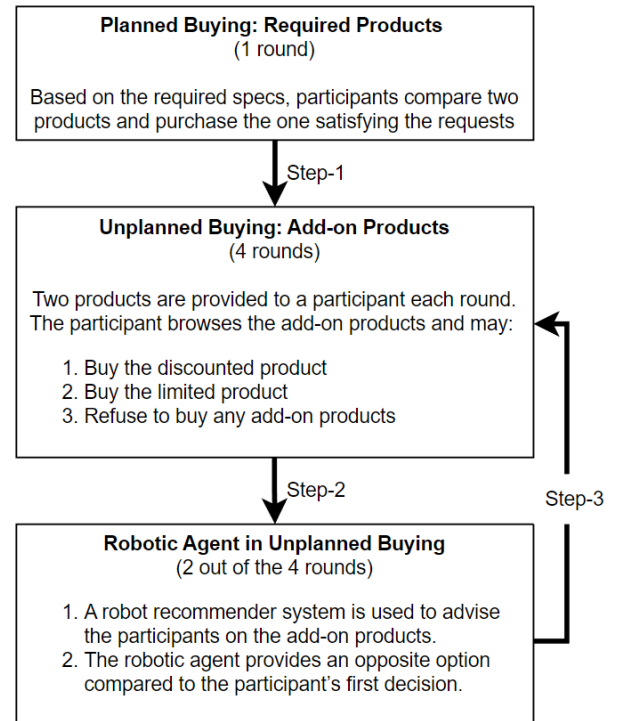 Planned Buying: Required Products
(1 round)
Based on the required specs, participants compare two
products and purchase the one satisfying the requests
Step-1
Unplanned Buying: Add-on Products
(4 rounds)
Two products are provided to a participant each round.
The participant browses the add-on products and may:
1. Buy the discounted product
2. Buy the limited product
3. Refuse to buy any add-on products
Step-2
Step-3
Robotic Agent in Unplanned Buying
(2 out of the 4 rounds)
1. A robot recommender system is used to advise
the participants on the add-on products.
2. The robotic agent provides an opposite option
compared to the participant's first decision.